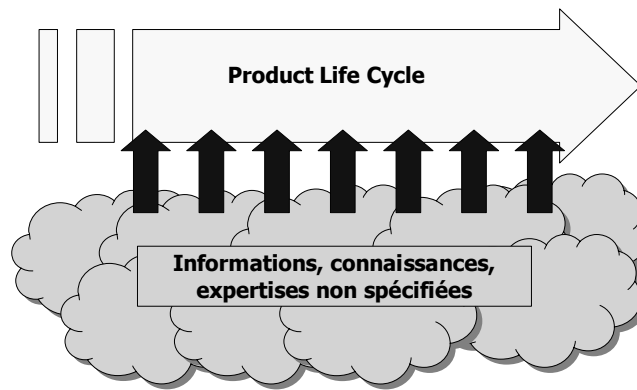 Product Life Cycle
Informations, connaissances,
expertises non spécifiées